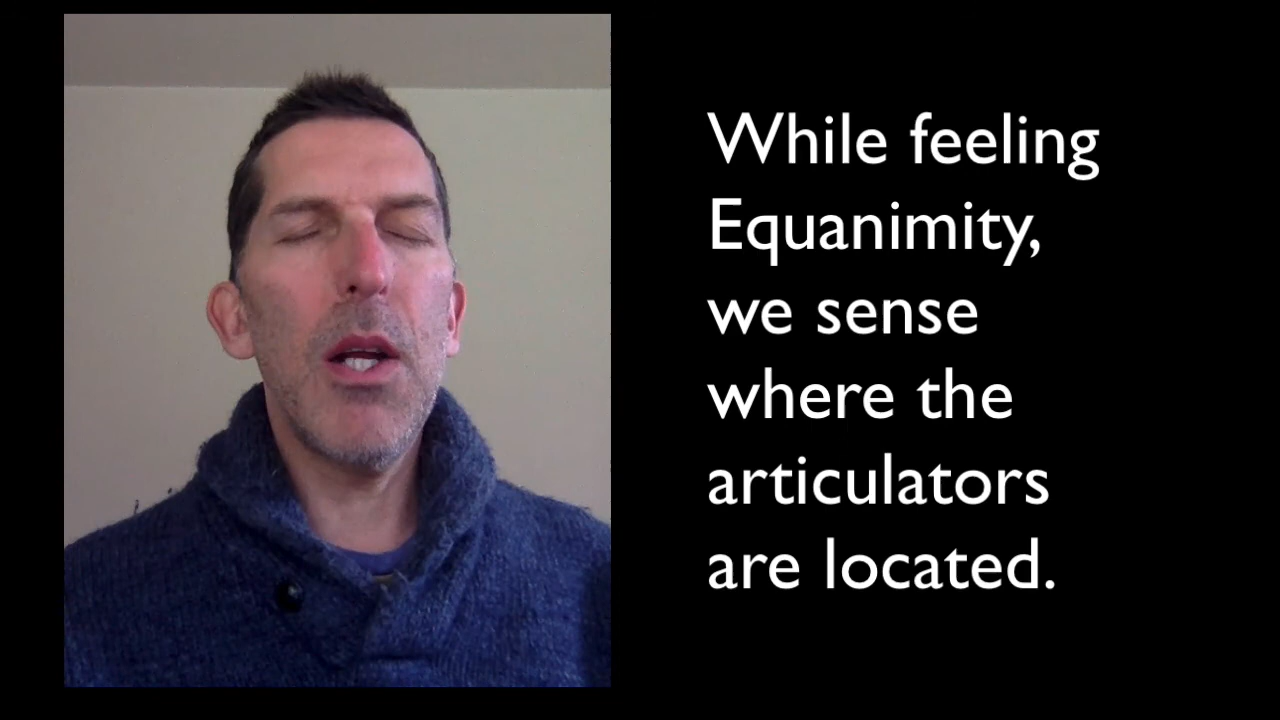 While feeling
Equanimity,
we sense
where the
articulators
are located.